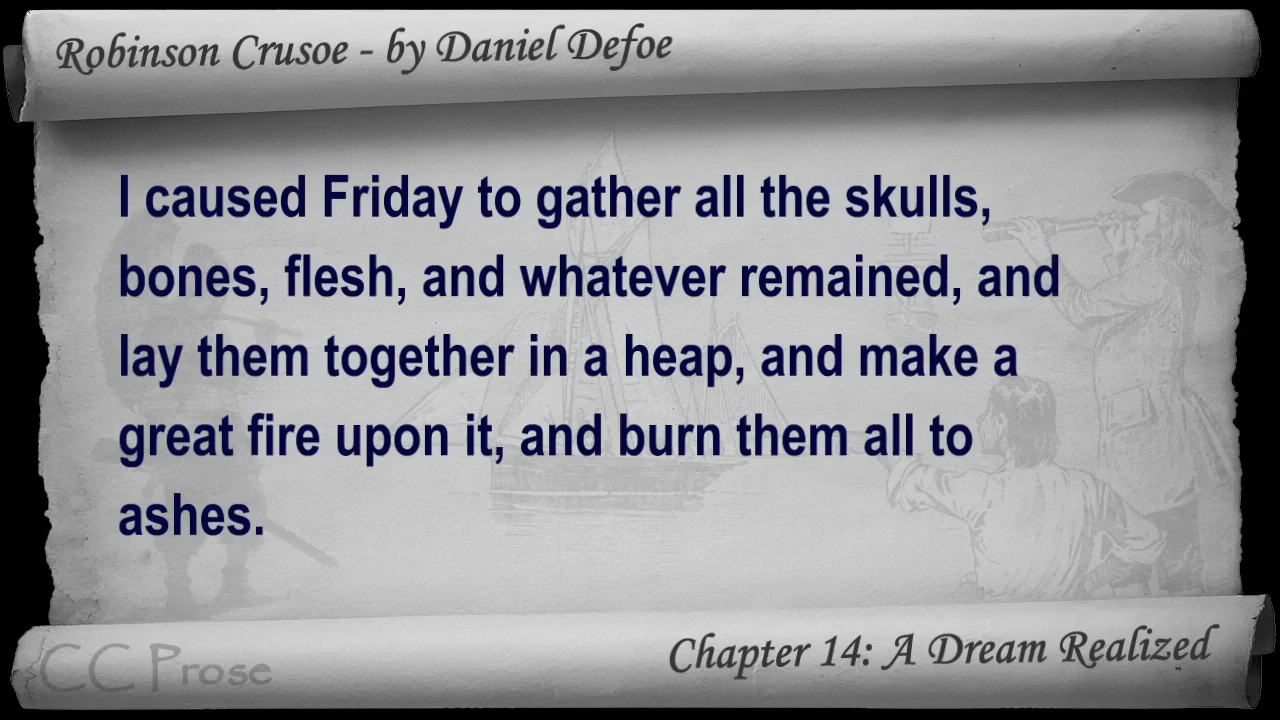 Robinson Crusoe - by Daniel Defoe
I caused Friday to gather all the skulls,
bones, flesh, and whatever remained, and
lay them together in a heap, and make a
great fire upon it, and burn them all to
ashes.
CC Prose
Chapter 14: A Dream Realized